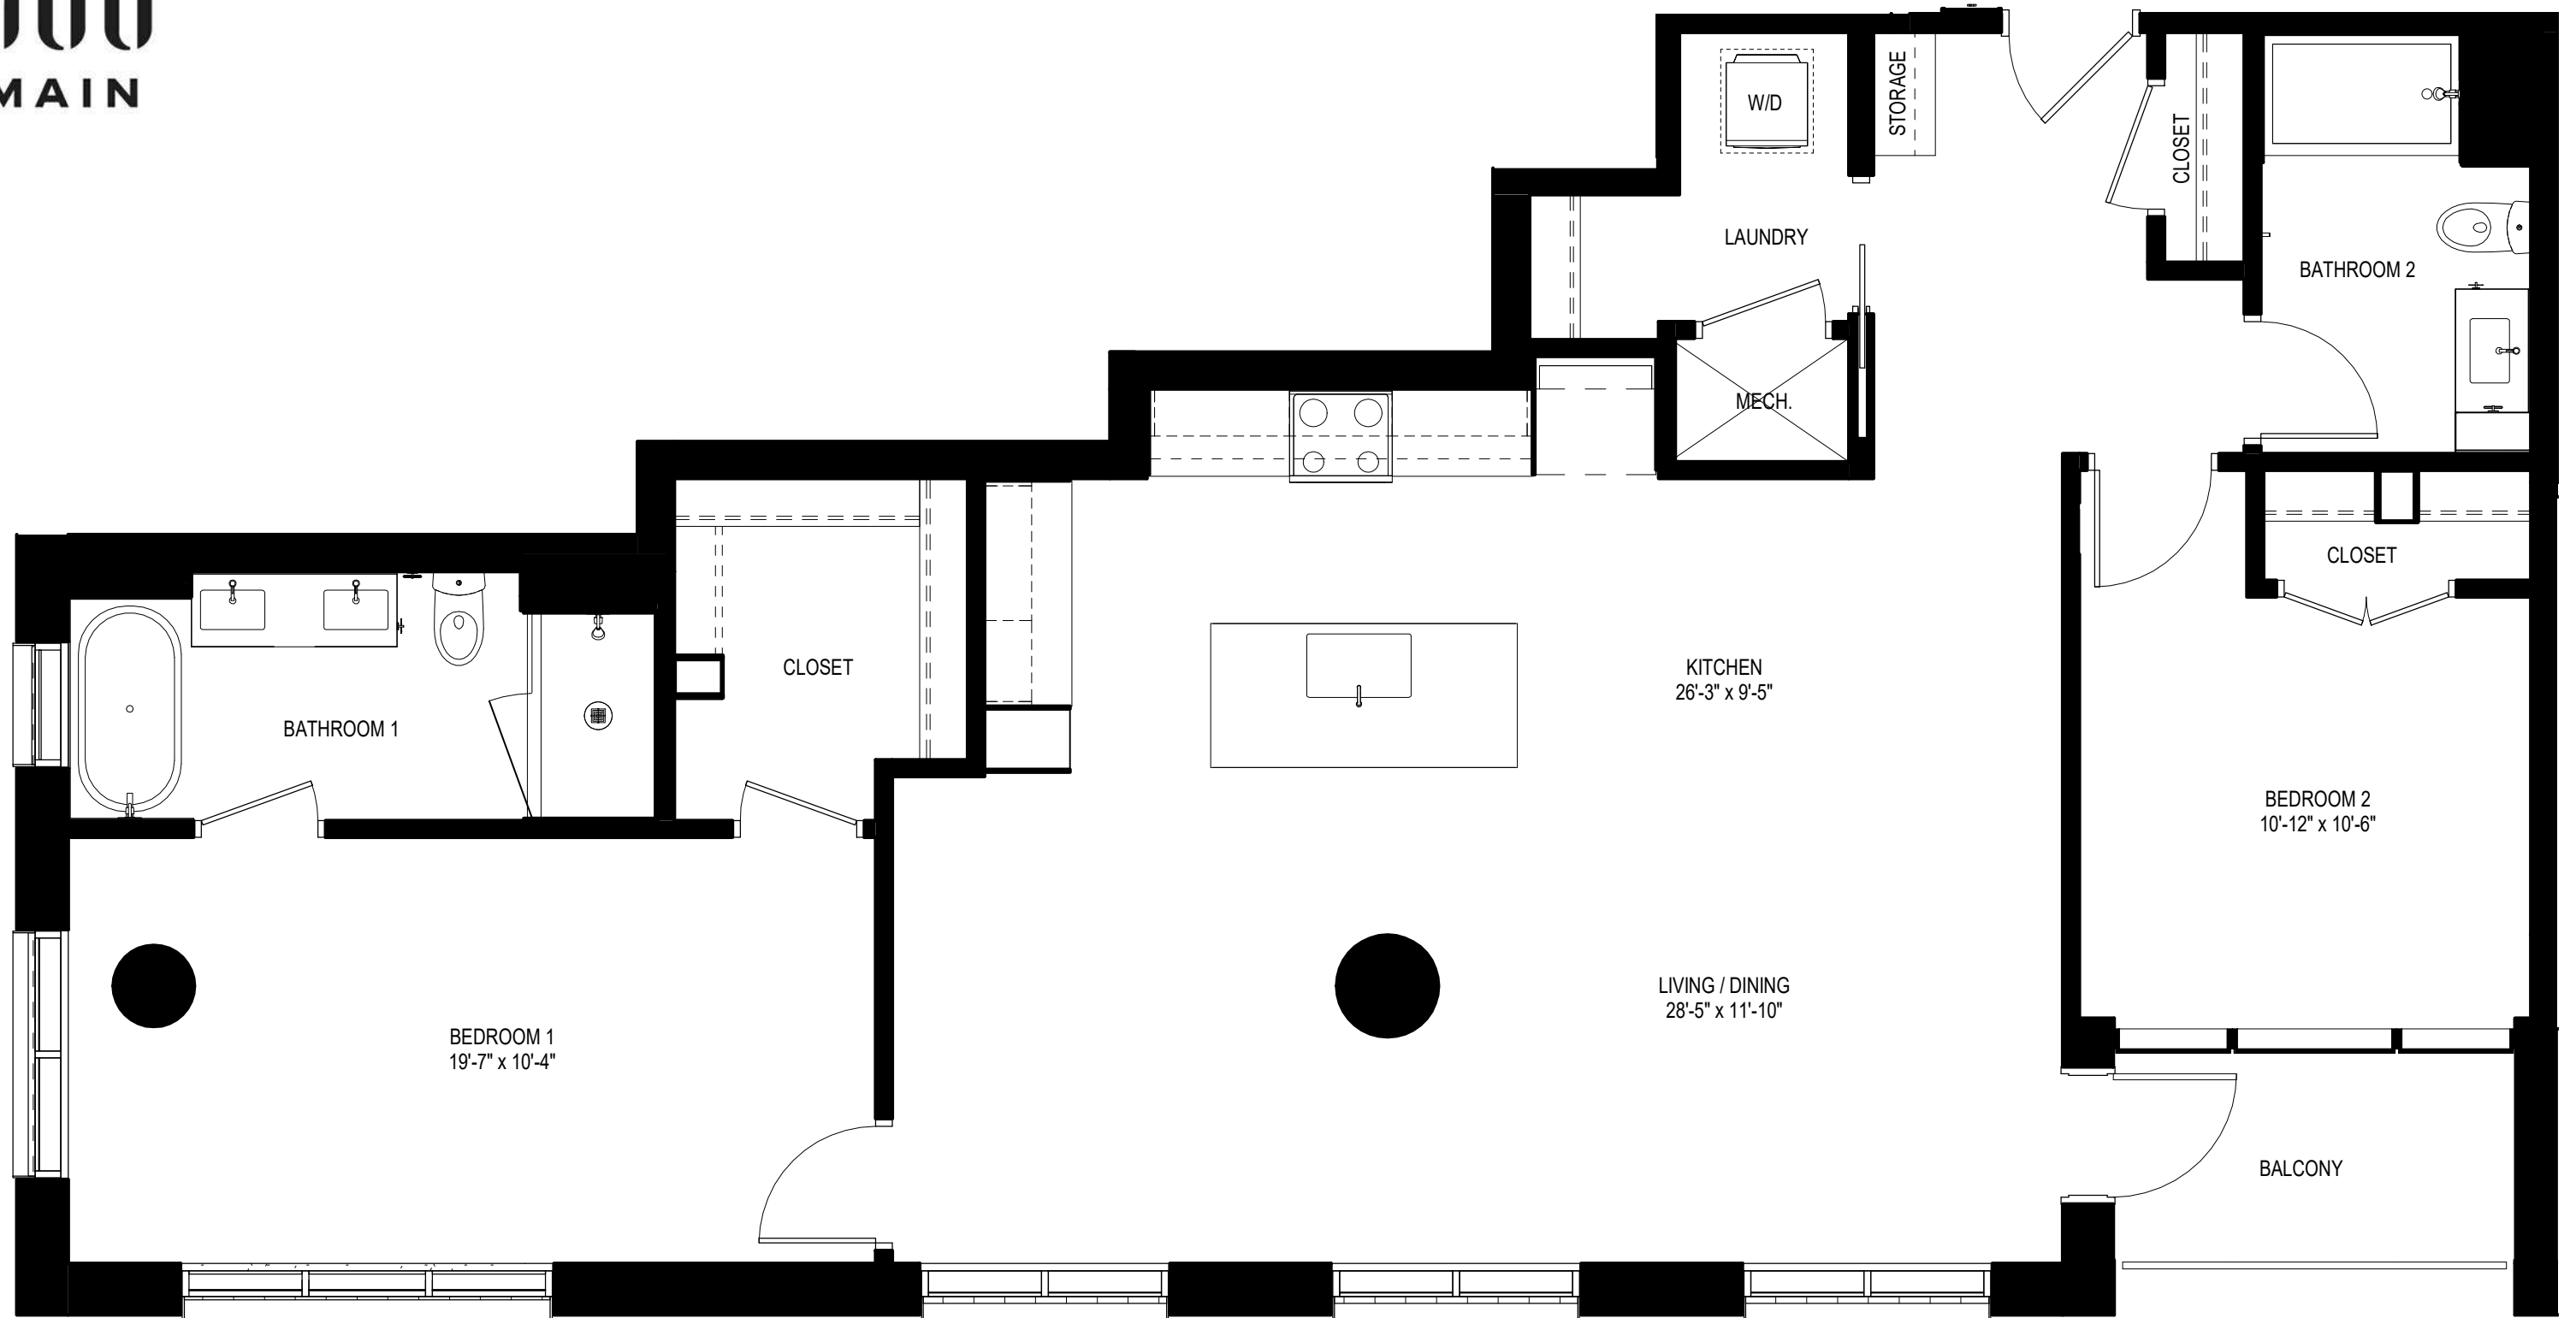 MAIN
W/D
STORAGE
CLOSET
LAUNDRY
BATHROOM 2
MECH.
CLOSET
CLOSET
KITCHEN
26'-3" x 9'-5"
BATHROOM 1
BEDROOM 2
10'-12" x 10'-6"
LIVING / DINING
28'-5" x 11'-10"
BEDROOM 1
19'-7" x 10'-4"
BALCONY